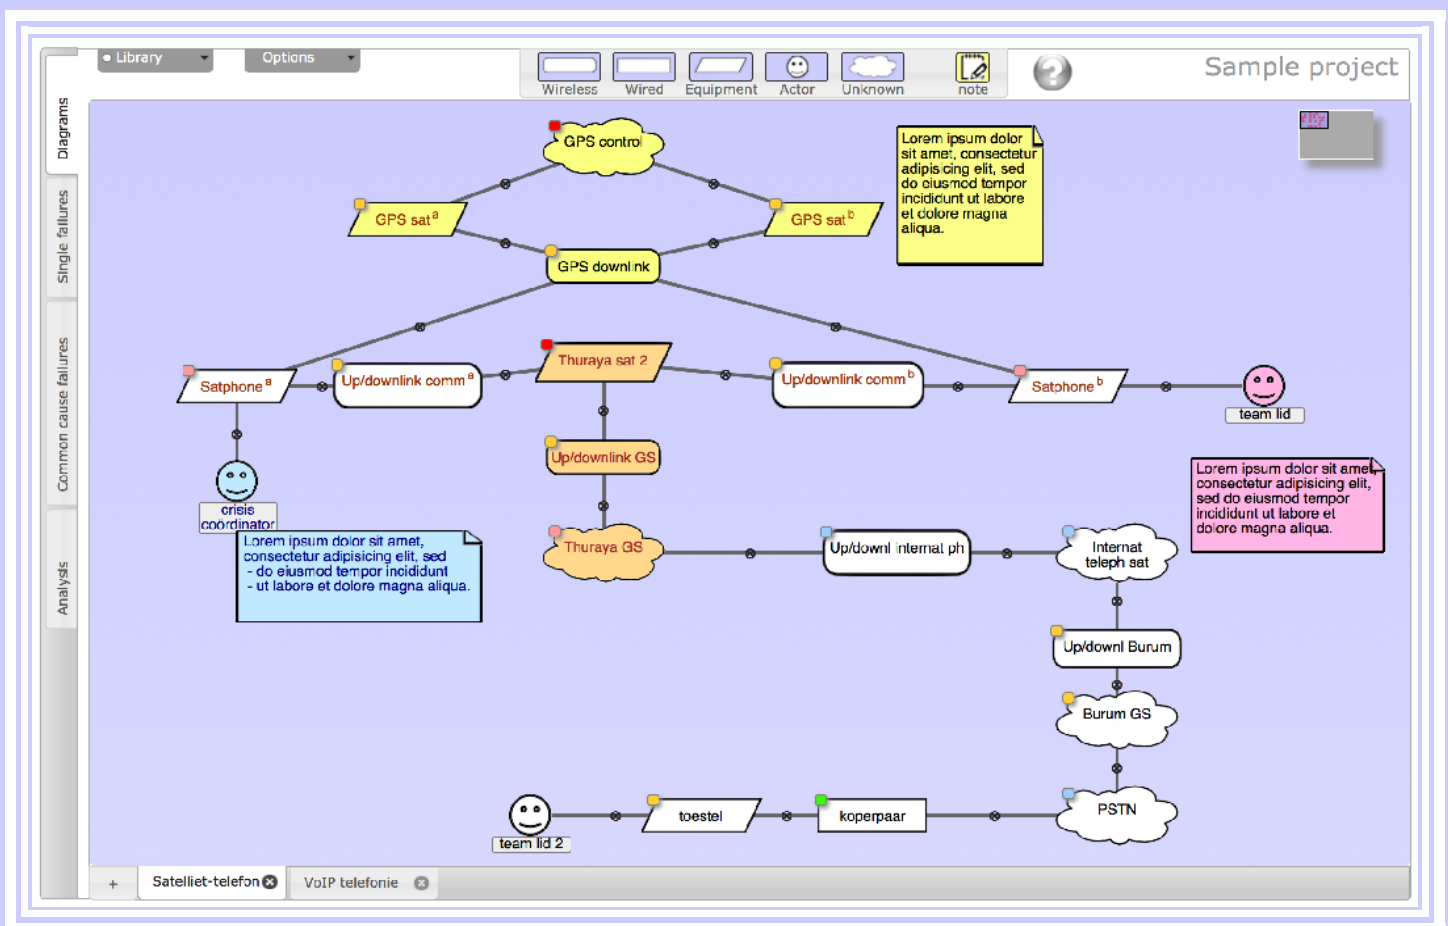 Library
Options
Wireless
Wired
Equipment
Actor
Unknown
note
?
Sample project
Diagrams
Single failures
Common cause failures
Analysis
GPS control
GPS sat a
GPS sat b
GPS downlink
Lorem ipsum dolor
sit amet, consectetur
adipisicing elit, sed
do eiusmod tempor
incididunt ut labore
et dolore magna
aliqua.
Satphone a
Up/downlink comm a
Thuraya sat 2
Up/downlink comm b
Satphone b
team lid
Up/downlink GS
crisis
coördinator
Lorem ipsum dolor sit amet,
consectetur adipisicing elit,
sed do eiusmod tempor
incididunt ut labore et
dolore magna aliqua.
Lorem ipsum dolor sit amet,
consectetur adipisicing elit, sed
- do eiusmod tempor incididunt
- ut labore et dolore magna aliqua.
Thuraya GS
Up/downl internat ph
Internat
teleph sat
Up/downl Burum
Burum GS
PSTN
koperpaar
toestel
team lid 2
+
Satelliet-telefon
VoIP telefonie